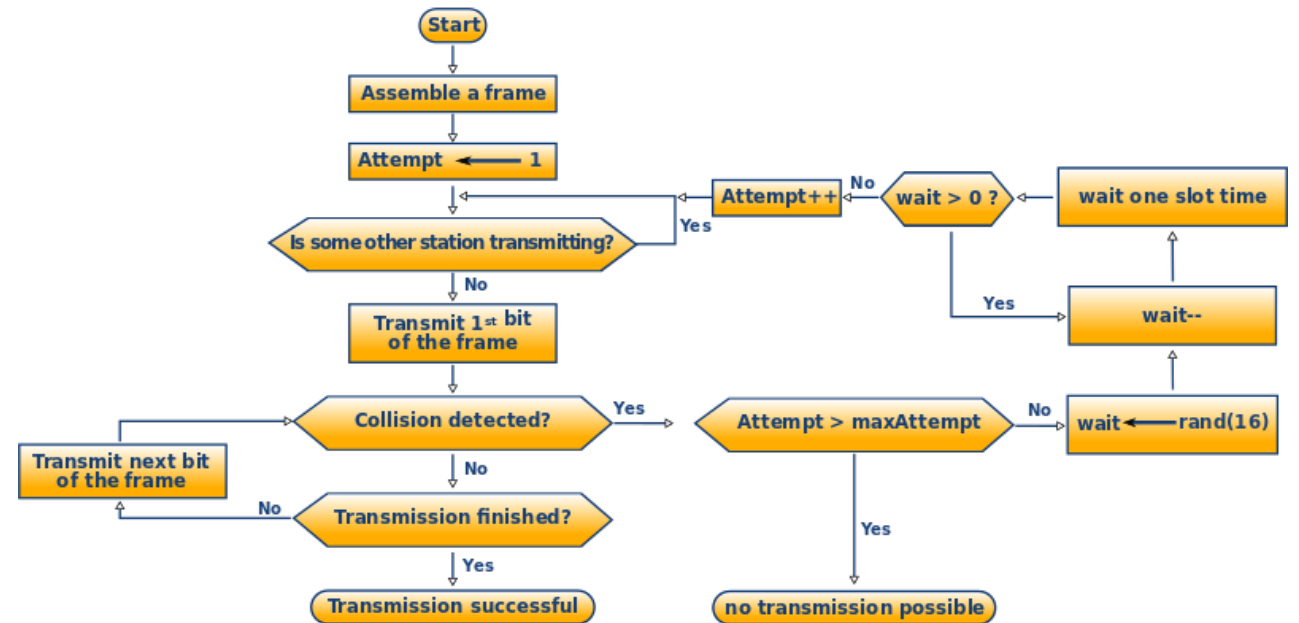 Start
Assemble a frame
Attempt 1
Attempt++
No
wait > 0 ?
wait one slot time
Yes
Is some other station transmitting?
No
Yes
wait--
Transmit 1st bit
of the frame
Collision detected?
Yes
Attempt > maxAttempt
No
wait rand(16)
Transmit next bit
of the frame
No
No
Transmission finished?
Yes
Yes
Transmission successful
no transmission possible